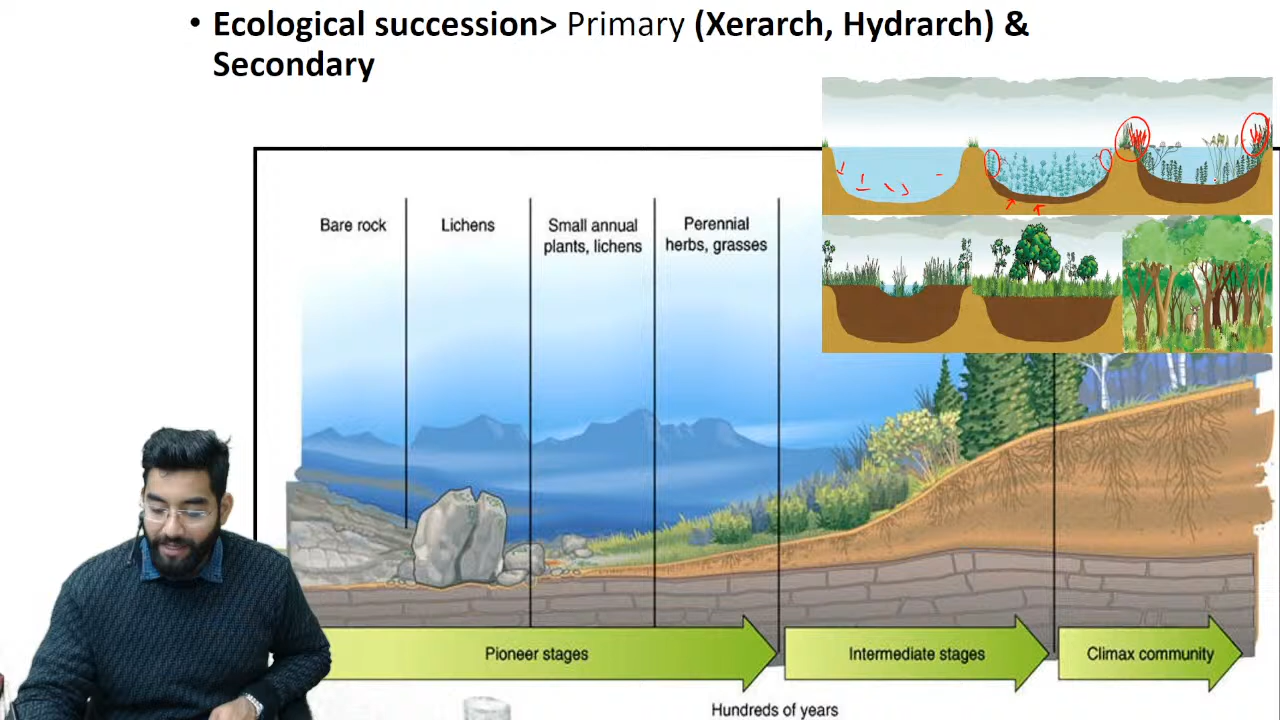 • Ecological succession> Primary (Xerarch, Hydrarch) &
Secondary
Bare rock
Lichens
Small annual
plants, lichens
Perennial
herbs, grasses
Pioneer stages
Intermediate stages
Climax community
Hundreds of years